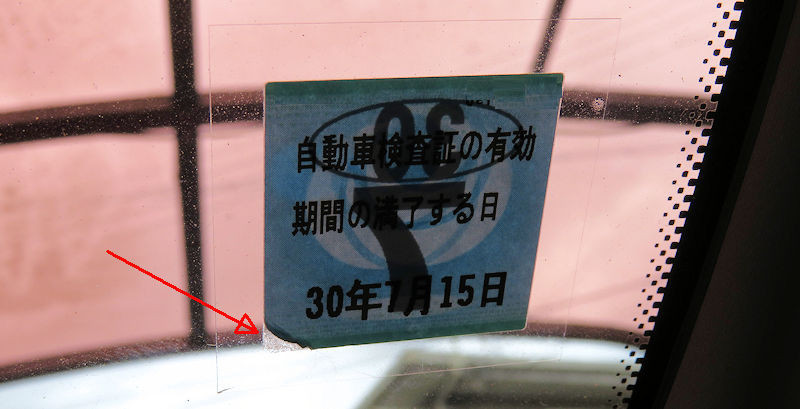 自動車検査証の有効
期間の満了する日
30年7月15日